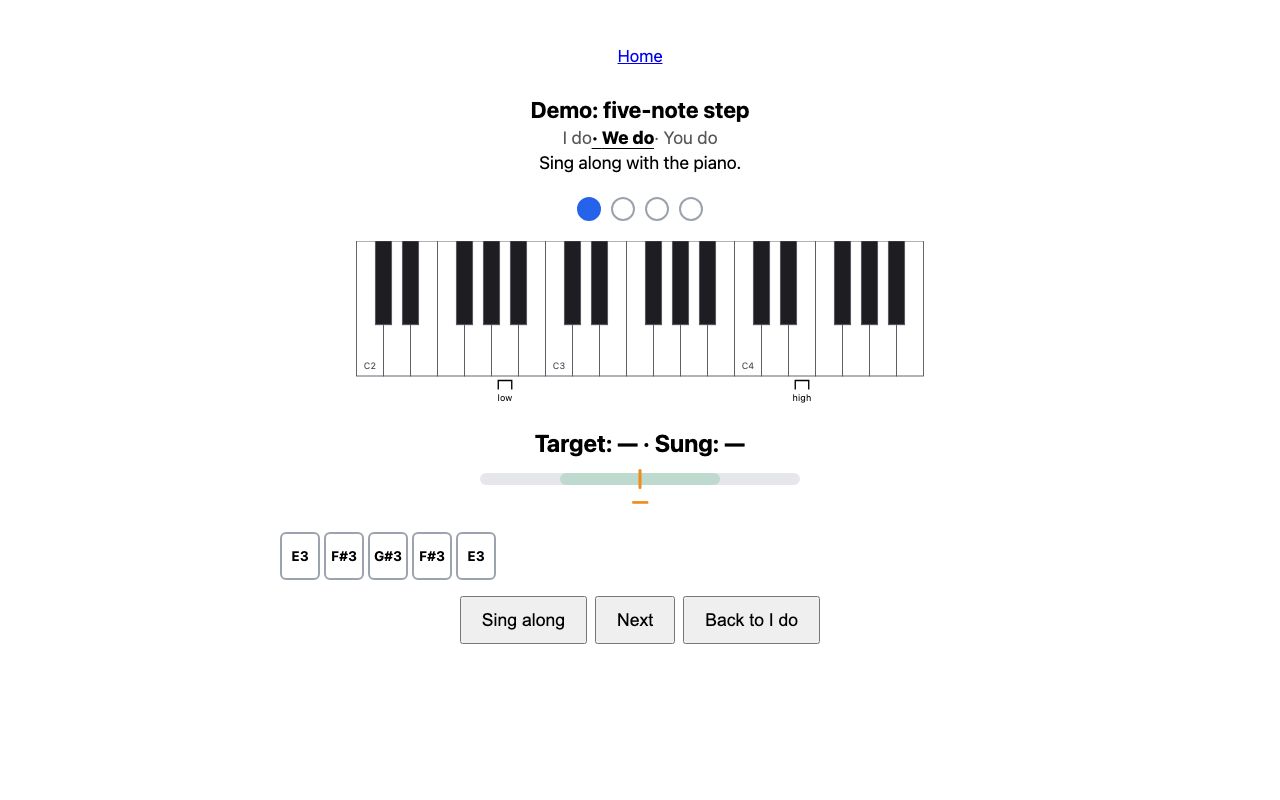 Home
Demo: five-note step
I do · We do · You do
Sing along with the piano.
C2 C3 C4
low high
Target: — · Sung: —
—
E3 F#3 G#3 F#3 E3
Sing along Next Back to I do